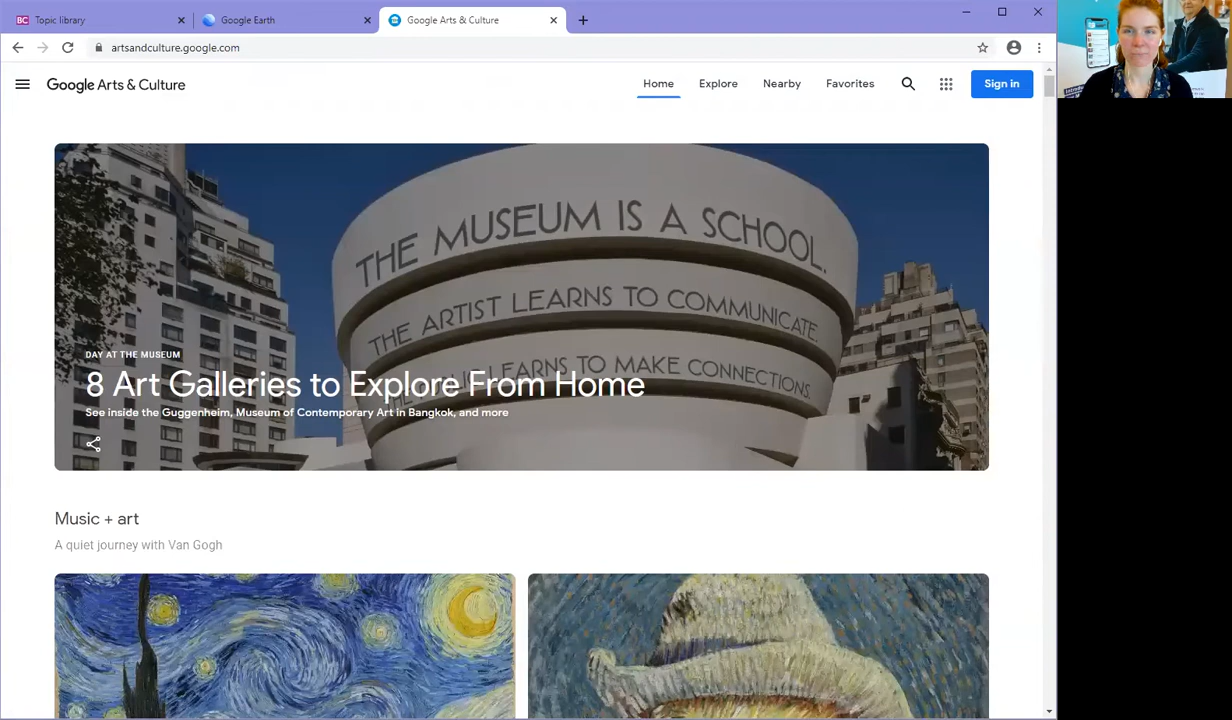 Topic library
Google Earth
Google Arts & Culture
artsandculture.google.com
Google Arts & Culture
Home
Explore
Nearby
Favorites
Sign in
THE MUSEUM IS A SCHOOL.
THE ARTIST LEARNS TO COMMUNICATE.
LEARNS TO MAKE CONNECTIONS.
DAY AT THE MUSEUM
8 Art Galleries to Explore From Home
See inside the Guggenheim, Museum of Contemporary Art in Bangkok, and more
Music + art
A quiet journey with Van Gogh